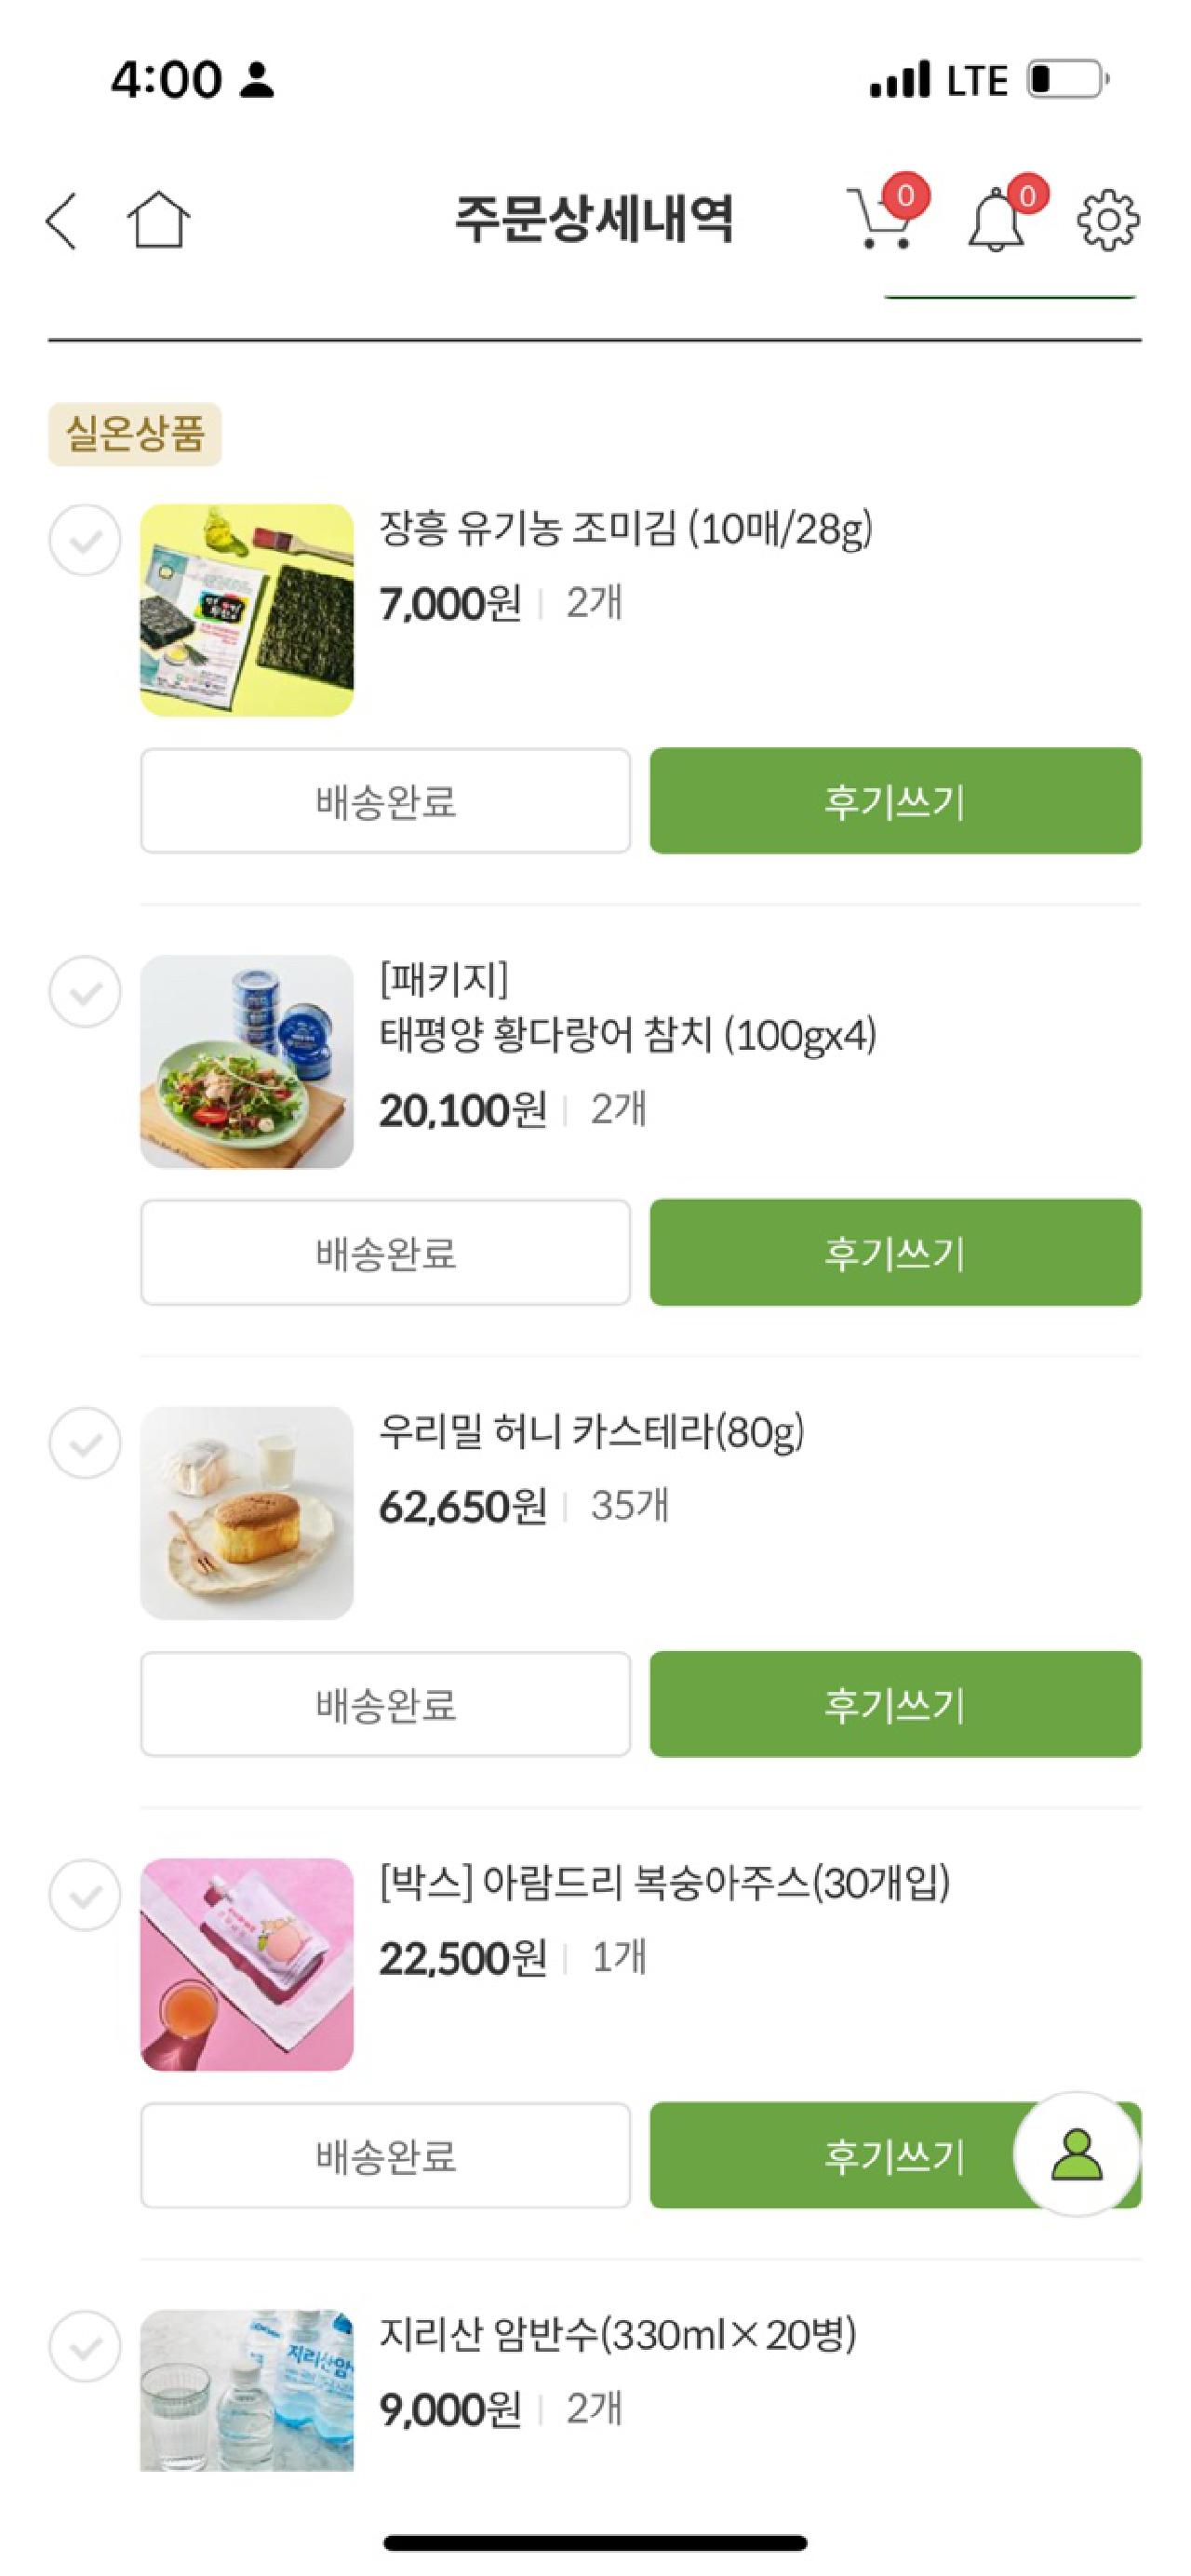 4:00
LTE
주문상세내역
0
0
실온상품
장흥 유기농 조미김 (10매/28g)
7,000원 | 2개
배송완료
후기쓰기
[패키지]
태평양 황다랑어 참치 (100gx4)
20,100원 | 2개
배송완료
후기쓰기
우리밀 허니 카스테라(80g)
62,650원 | 35개
배송완료
후기쓰기
[박스] 아람드리 복숭아주스(30개입)
22,500원 | 1개
배송완료
후기쓰기
지리산 암반수(330ml×20병)
9,000원 | 2개
지리산암